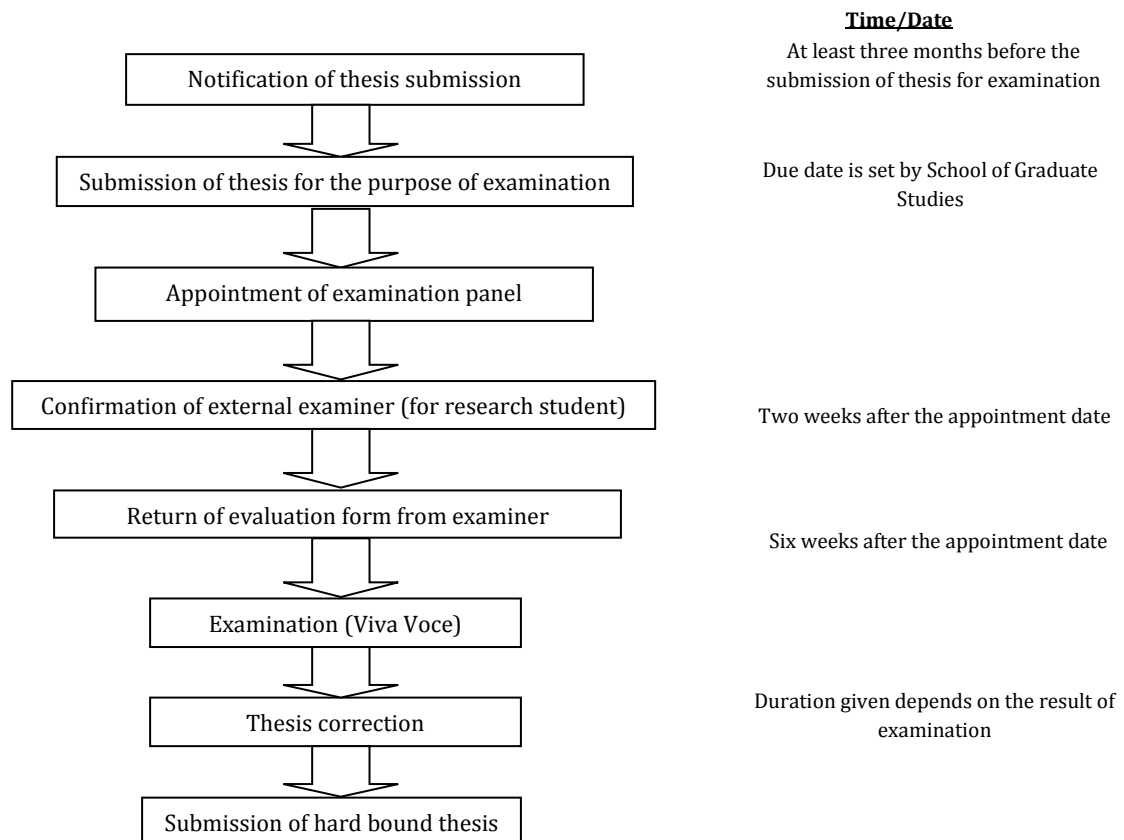 Time/Date
At least three months before the
submission of thesis for examination
Notification of thesis submission
Submission of thesis for the purpose of examination
Due date is set by School of Graduate
Studies
Appointment of examination panel
Confirmation of external examiner (for research student)
Two weeks after the appointment date
Return of evaluation form from examiner
Six weeks after the appointment date
Examination (Viva Voce)
Thesis correction
Duration given depends on the result of
examination
Submission of hard bound thesis